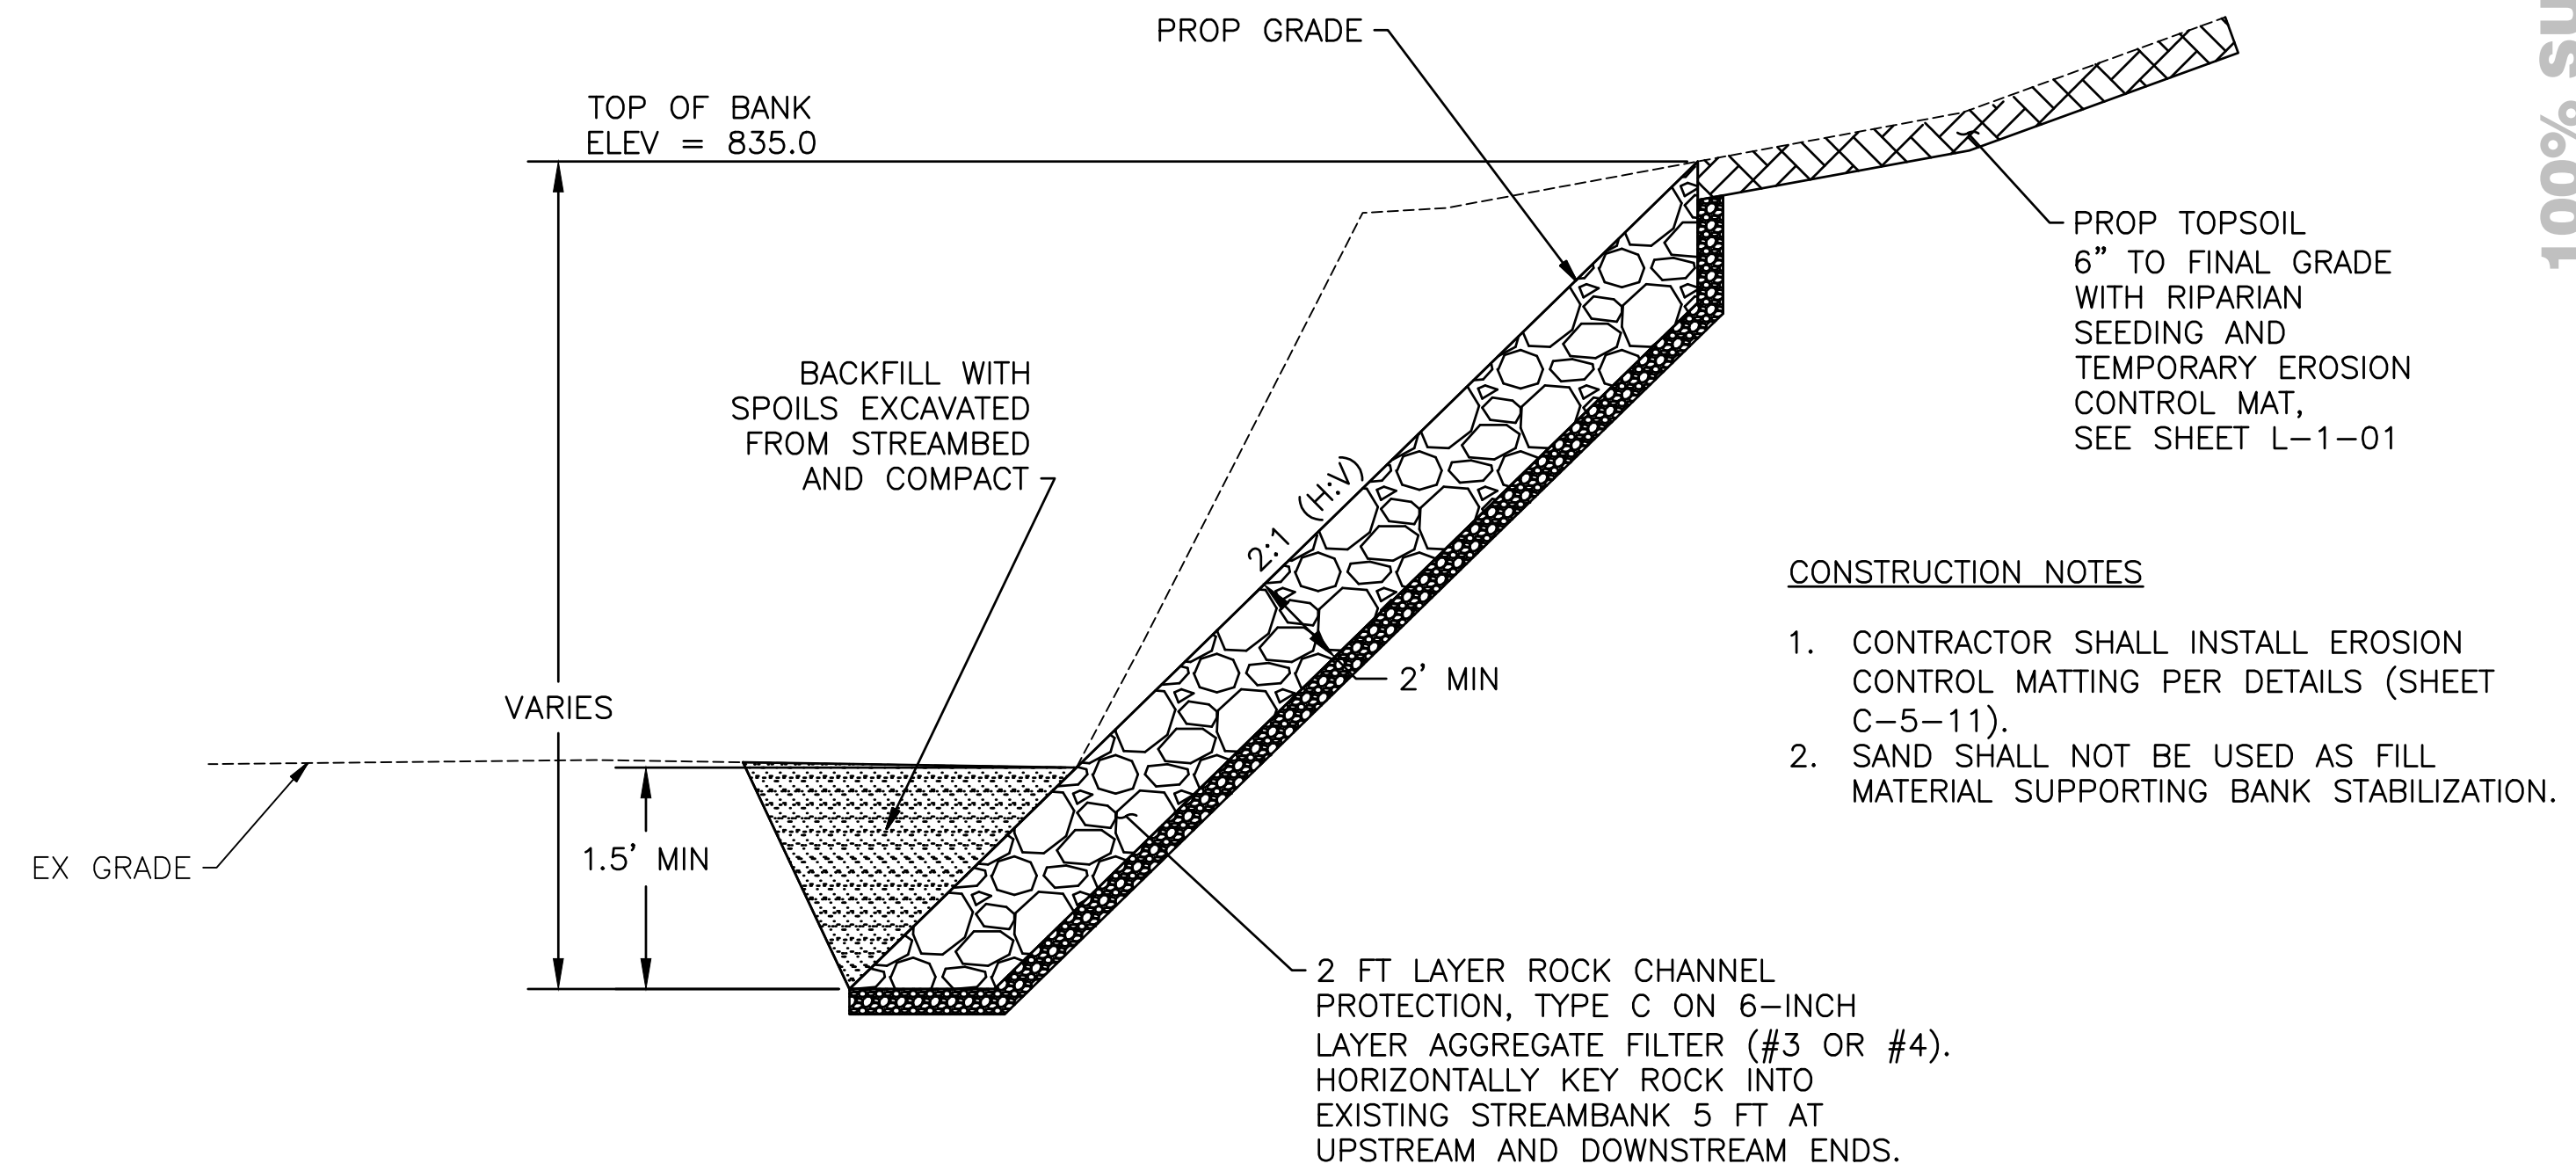 PROP GRADE
TOP OF BANK
ELEV = 835.0
PROP TOPSOIL
6” TO FINAL GRADE
WITH RIPARIAN
SEEDING AND
TEMPORARY EROSION
CONTROL MAT,
SEE SHEET L-1-01
BACKFILL WITH
SPOILS EXCAVATED
FROM STREAMBED
AND COMPACT
2:1 (H:V)
2’ MIN
VARIES
1.5’ MIN
EX GRADE
CONSTRUCTION NOTES
1. CONTRACTOR SHALL INSTALL EROSION
CONTROL MATTING PER DETAILS (SHEET
C-5-11).
2. SAND SHALL NOT BE USED AS FILL
MATERIAL SUPPORTING BANK STABILIZATION.
2 FT LAYER ROCK CHANNEL
PROTECTION, TYPE C ON 6-INCH
LAYER AGGREGATE FILTER (#3 OR #4).
HORIZONTALLY KEY ROCK INTO
EXISTING STREAMBANK 5 FT AT
UPSTREAM AND DOWNSTREAM ENDS.
100%